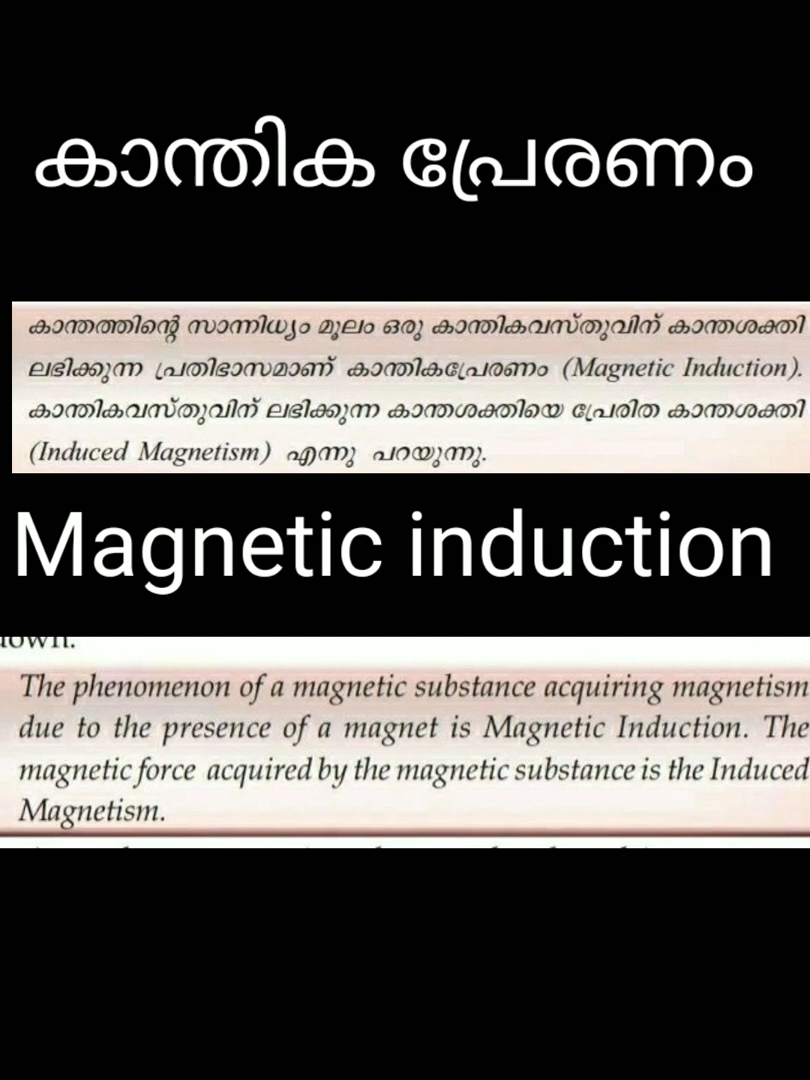 കാന്തിക പ്രേരണം
കാന്തത്തിന്റെ സാന്നിധ്യം മൂലം ഒരു കാന്തികവസ്തുവിന് കാന്തശക്തി
ലഭിക്കുന്ന പ്രതിഭാസമാണ് കാന്തികപ്രേരണം (Magnetic Induction).
കാന്തികവസ്തുവിന് ലഭിക്കുന്ന കാന്തശക്തിയെ പ്രേരിത കാന്തശക്തി
(Induced Magnetism) എന്നു പറയുന്നു.
Magnetic induction
The phenomenon of a magnetic substance acquiring magnetism
due to the presence of a magnet is Magnetic Induction. The
magnetic force acquired by the magnetic substance is the Induced
Magnetism.